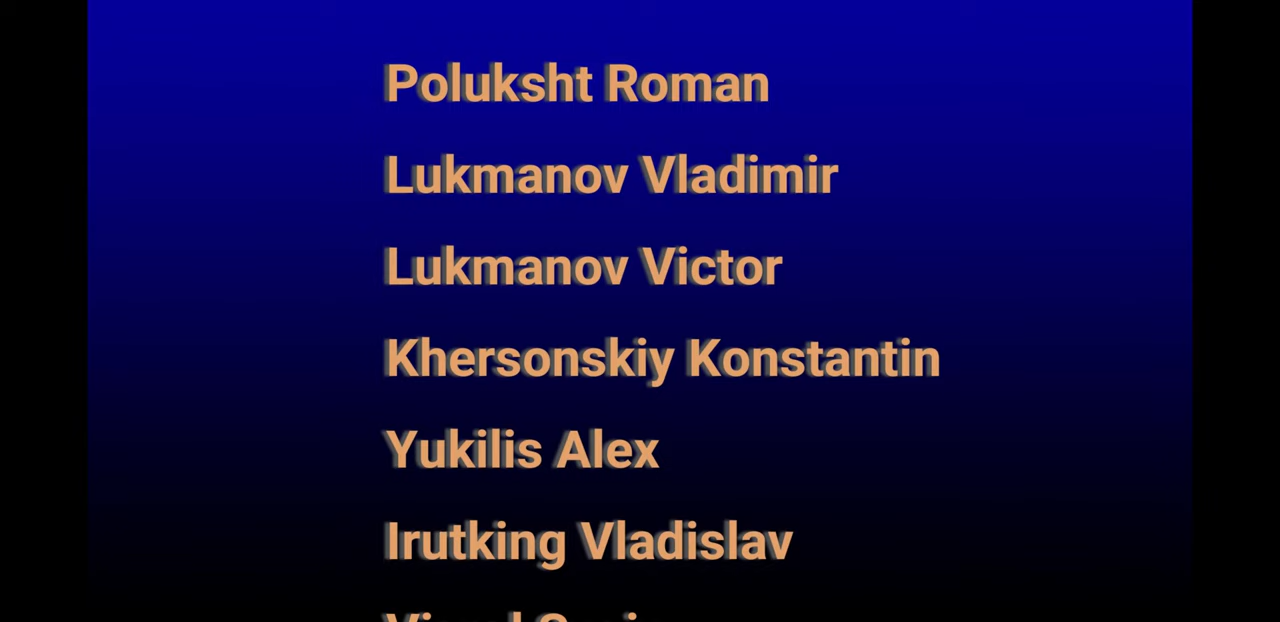 Poluksht Roman
Lukmanov Vladimir
Lukmanov Victor
Khersonskiy Konstantin
Yukilis Alex
Irutking Vladislav